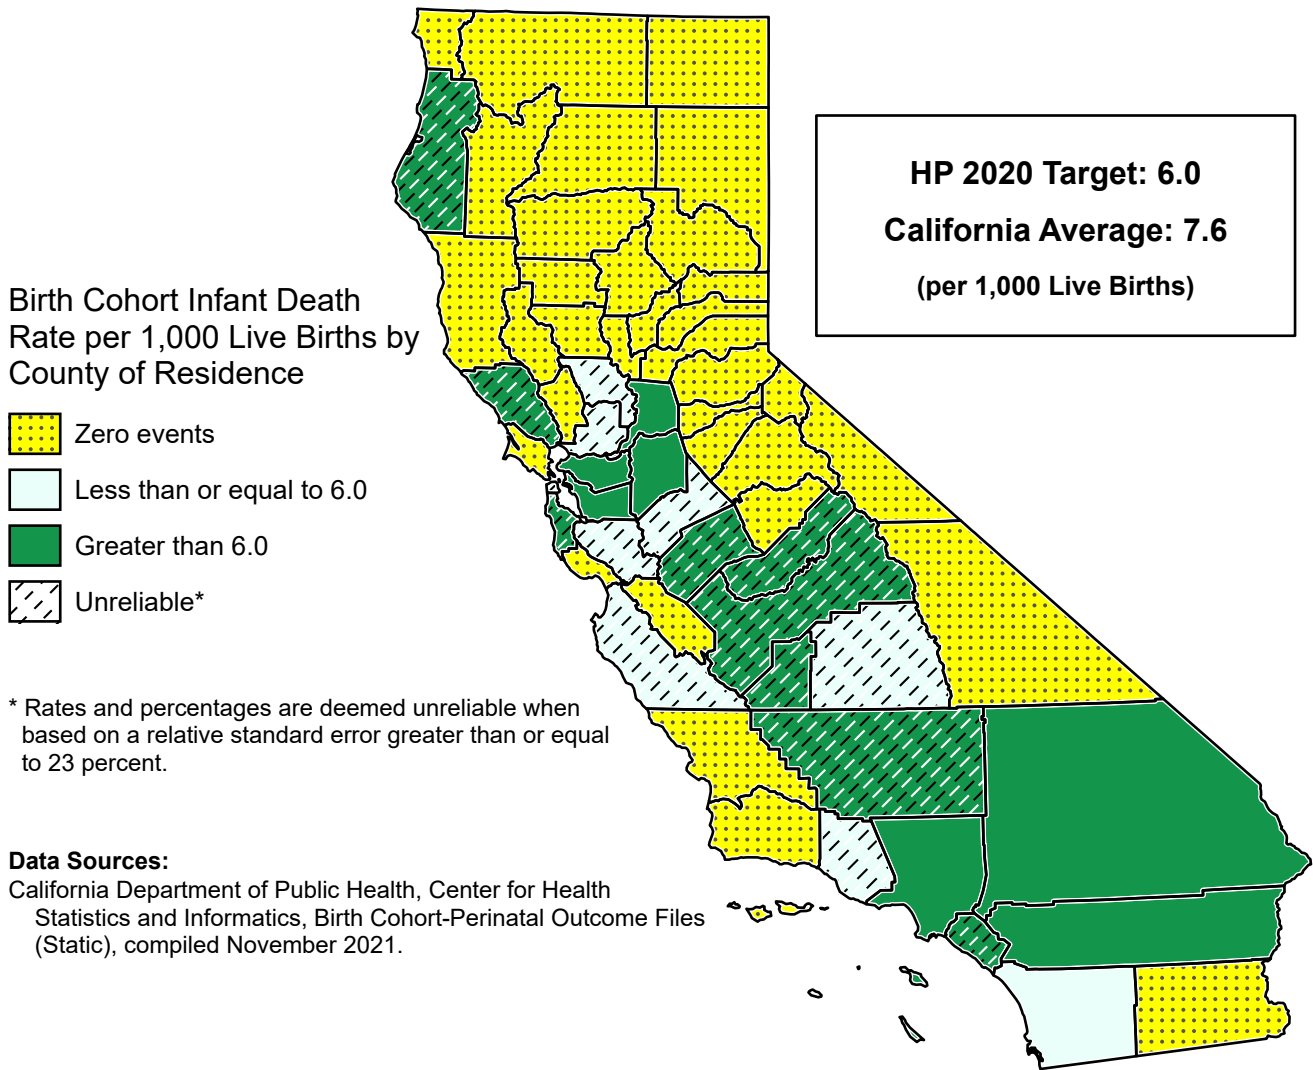 HP 2020 Target: 6.0
California Average: 7.6
(per 1,000 Live Births)
Birth Cohort Infant Death
Rate per 1,000 Live Births by
County of Residence
Zero events
Less than or equal to 6.0
Greater than 6.0
Unreliable*
* Rates and percentages are deemed unreliable when
based on a relative standard error greater than or equal
to 23 percent.
Data Sources:
California Department of Public Health, Center for Health
Statistics and Informatics, Birth Cohort-Perinatal Outcome Files
(Static), compiled November 2021.